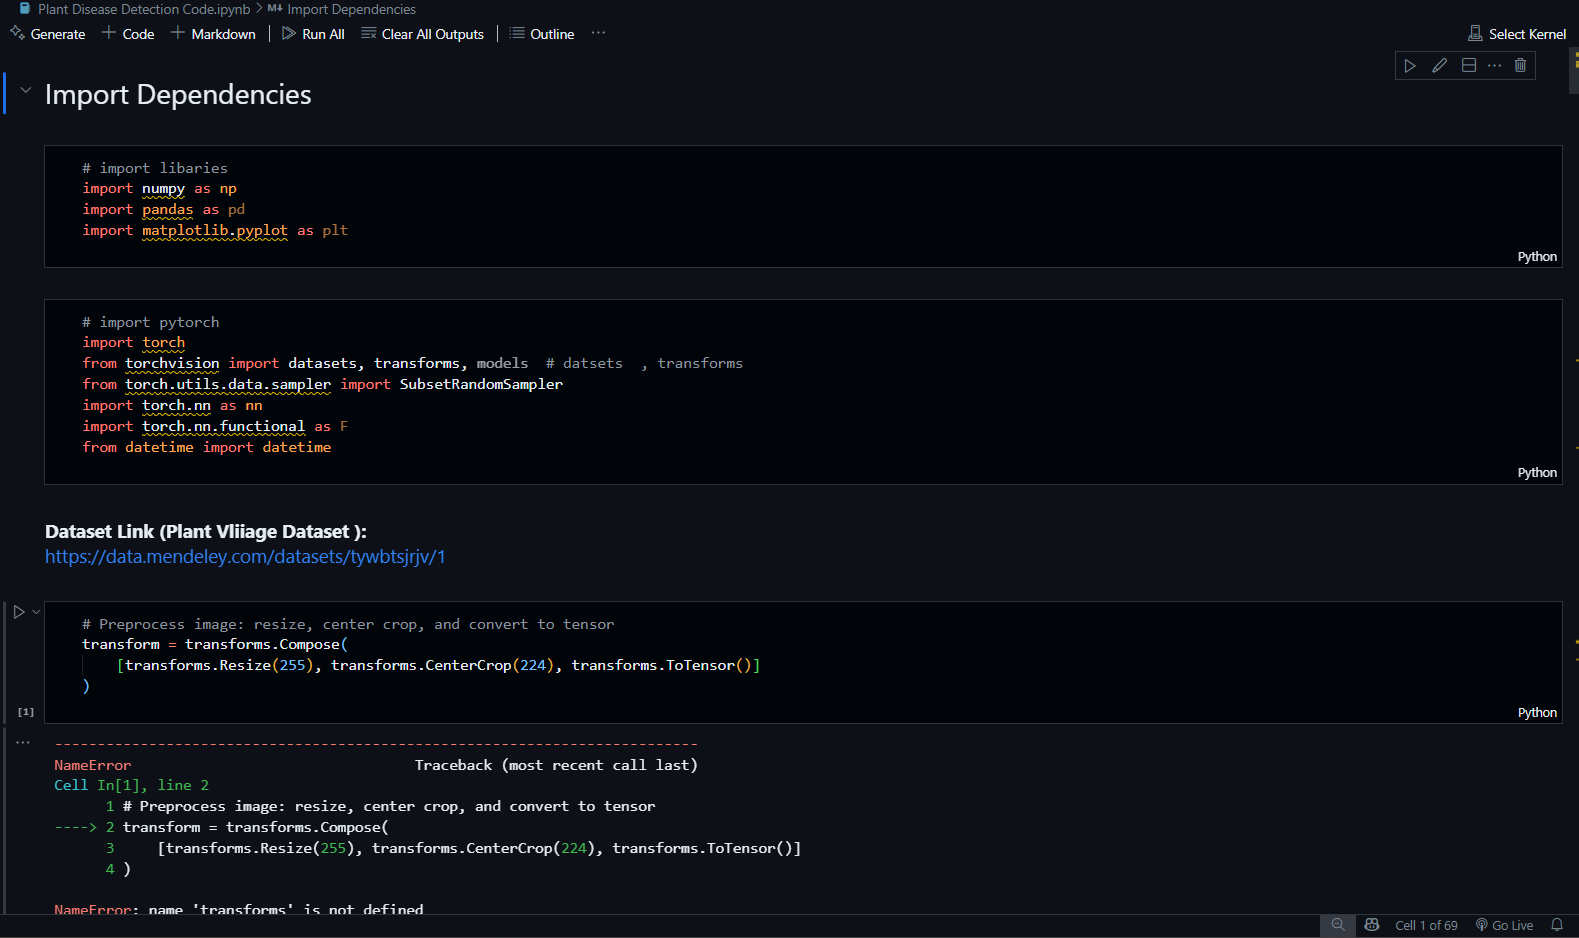 Plant Disease Detection Code.ipynb > M↓ Import Dependencies
Generate + Code + Markdown | Run All Clear All Outputs | Outline ··· Select Kernel
Import Dependencies
# import libaries
import numpy as np
import pandas as pd
import matplotlib.pyplot as plt
Python
# import pytorch
import torch
from torchvision import datasets, transforms, models # datsets , transforms
from torch.utils.data.sampler import SubsetRandomSampler
import torch.nn as nn
import torch.nn.functional as F
from datetime import datetime
Python
Dataset Link (Plant Vliiage Dataset ):
https://data.mendeley.com/datasets/tywbtsjrjv/1
# Preprocess image: resize, center crop, and convert to tensor
transform = transforms.Compose(
    [transforms.Resize(255), transforms.CenterCrop(224), transforms.ToTensor()]
)
[1] Python
---------------------------------------------------------------------------
NameError                                 Traceback (most recent call last)
Cell In[1], line 2
      1 # Preprocess image: resize, center crop, and convert to tensor
----> 2 transform = transforms.Compose(
      3     [transforms.Resize(255), transforms.CenterCrop(224), transforms.ToTensor()]
      4 )
NameError: name 'transforms' is not defined
Cell 1 of 69 Go Live